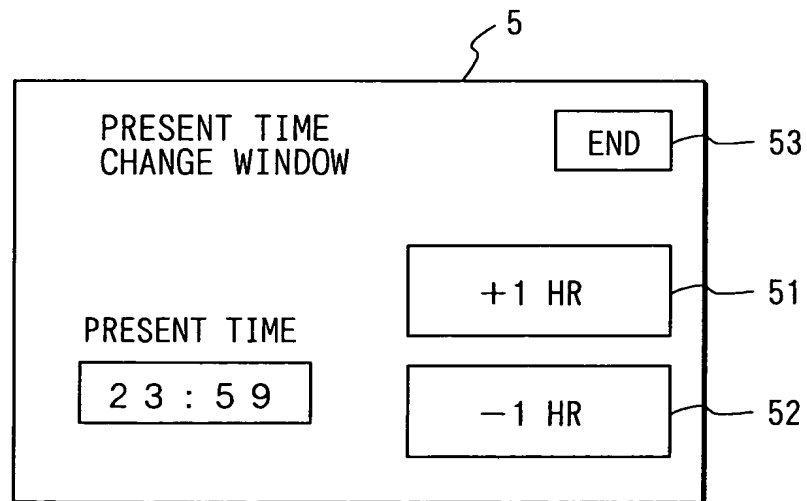 5
PRESENT TIME
CHANGE WINDOW
END
53
+1 HR
51
PRESENT TIME
23:59
-1 HR
52